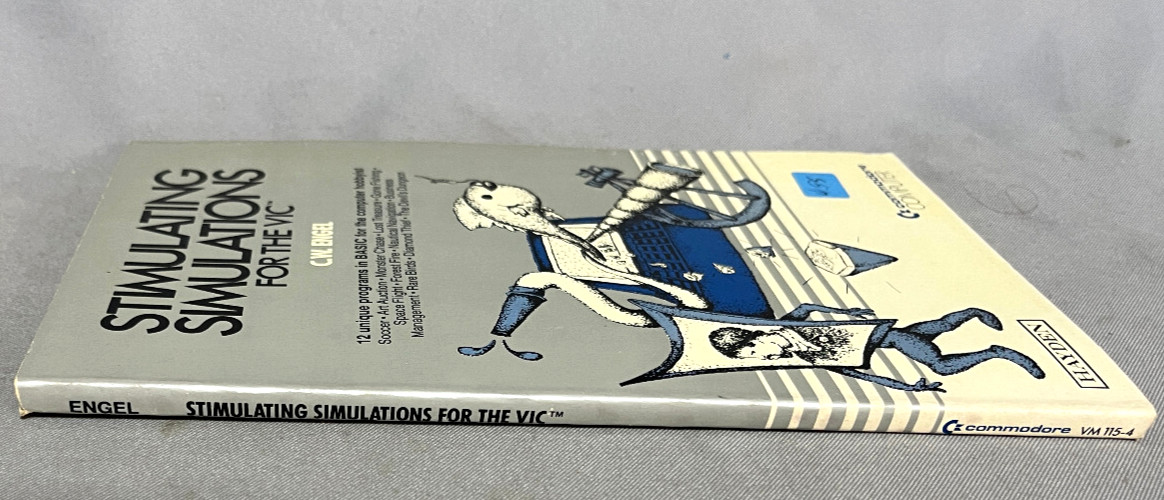 STIMULATING
SIMULATIONS
FOR THE VIC™
C.W. ENGEL
12 unique programs in BASIC for the computer hobbyist
Soccer • Art Auction • Monster Chase • Lost Treasure • Gone Fishing •
Space Flight • Forest Fire • Nautical Navigation • Business
Management • Rare Birds • Diamond Thief • The Devil's Dungeon
commodore
COMPUTER
HAYDEN
ENGEL STIMULATING SIMULATIONS FOR THE VIC™ commodore VM 115-4